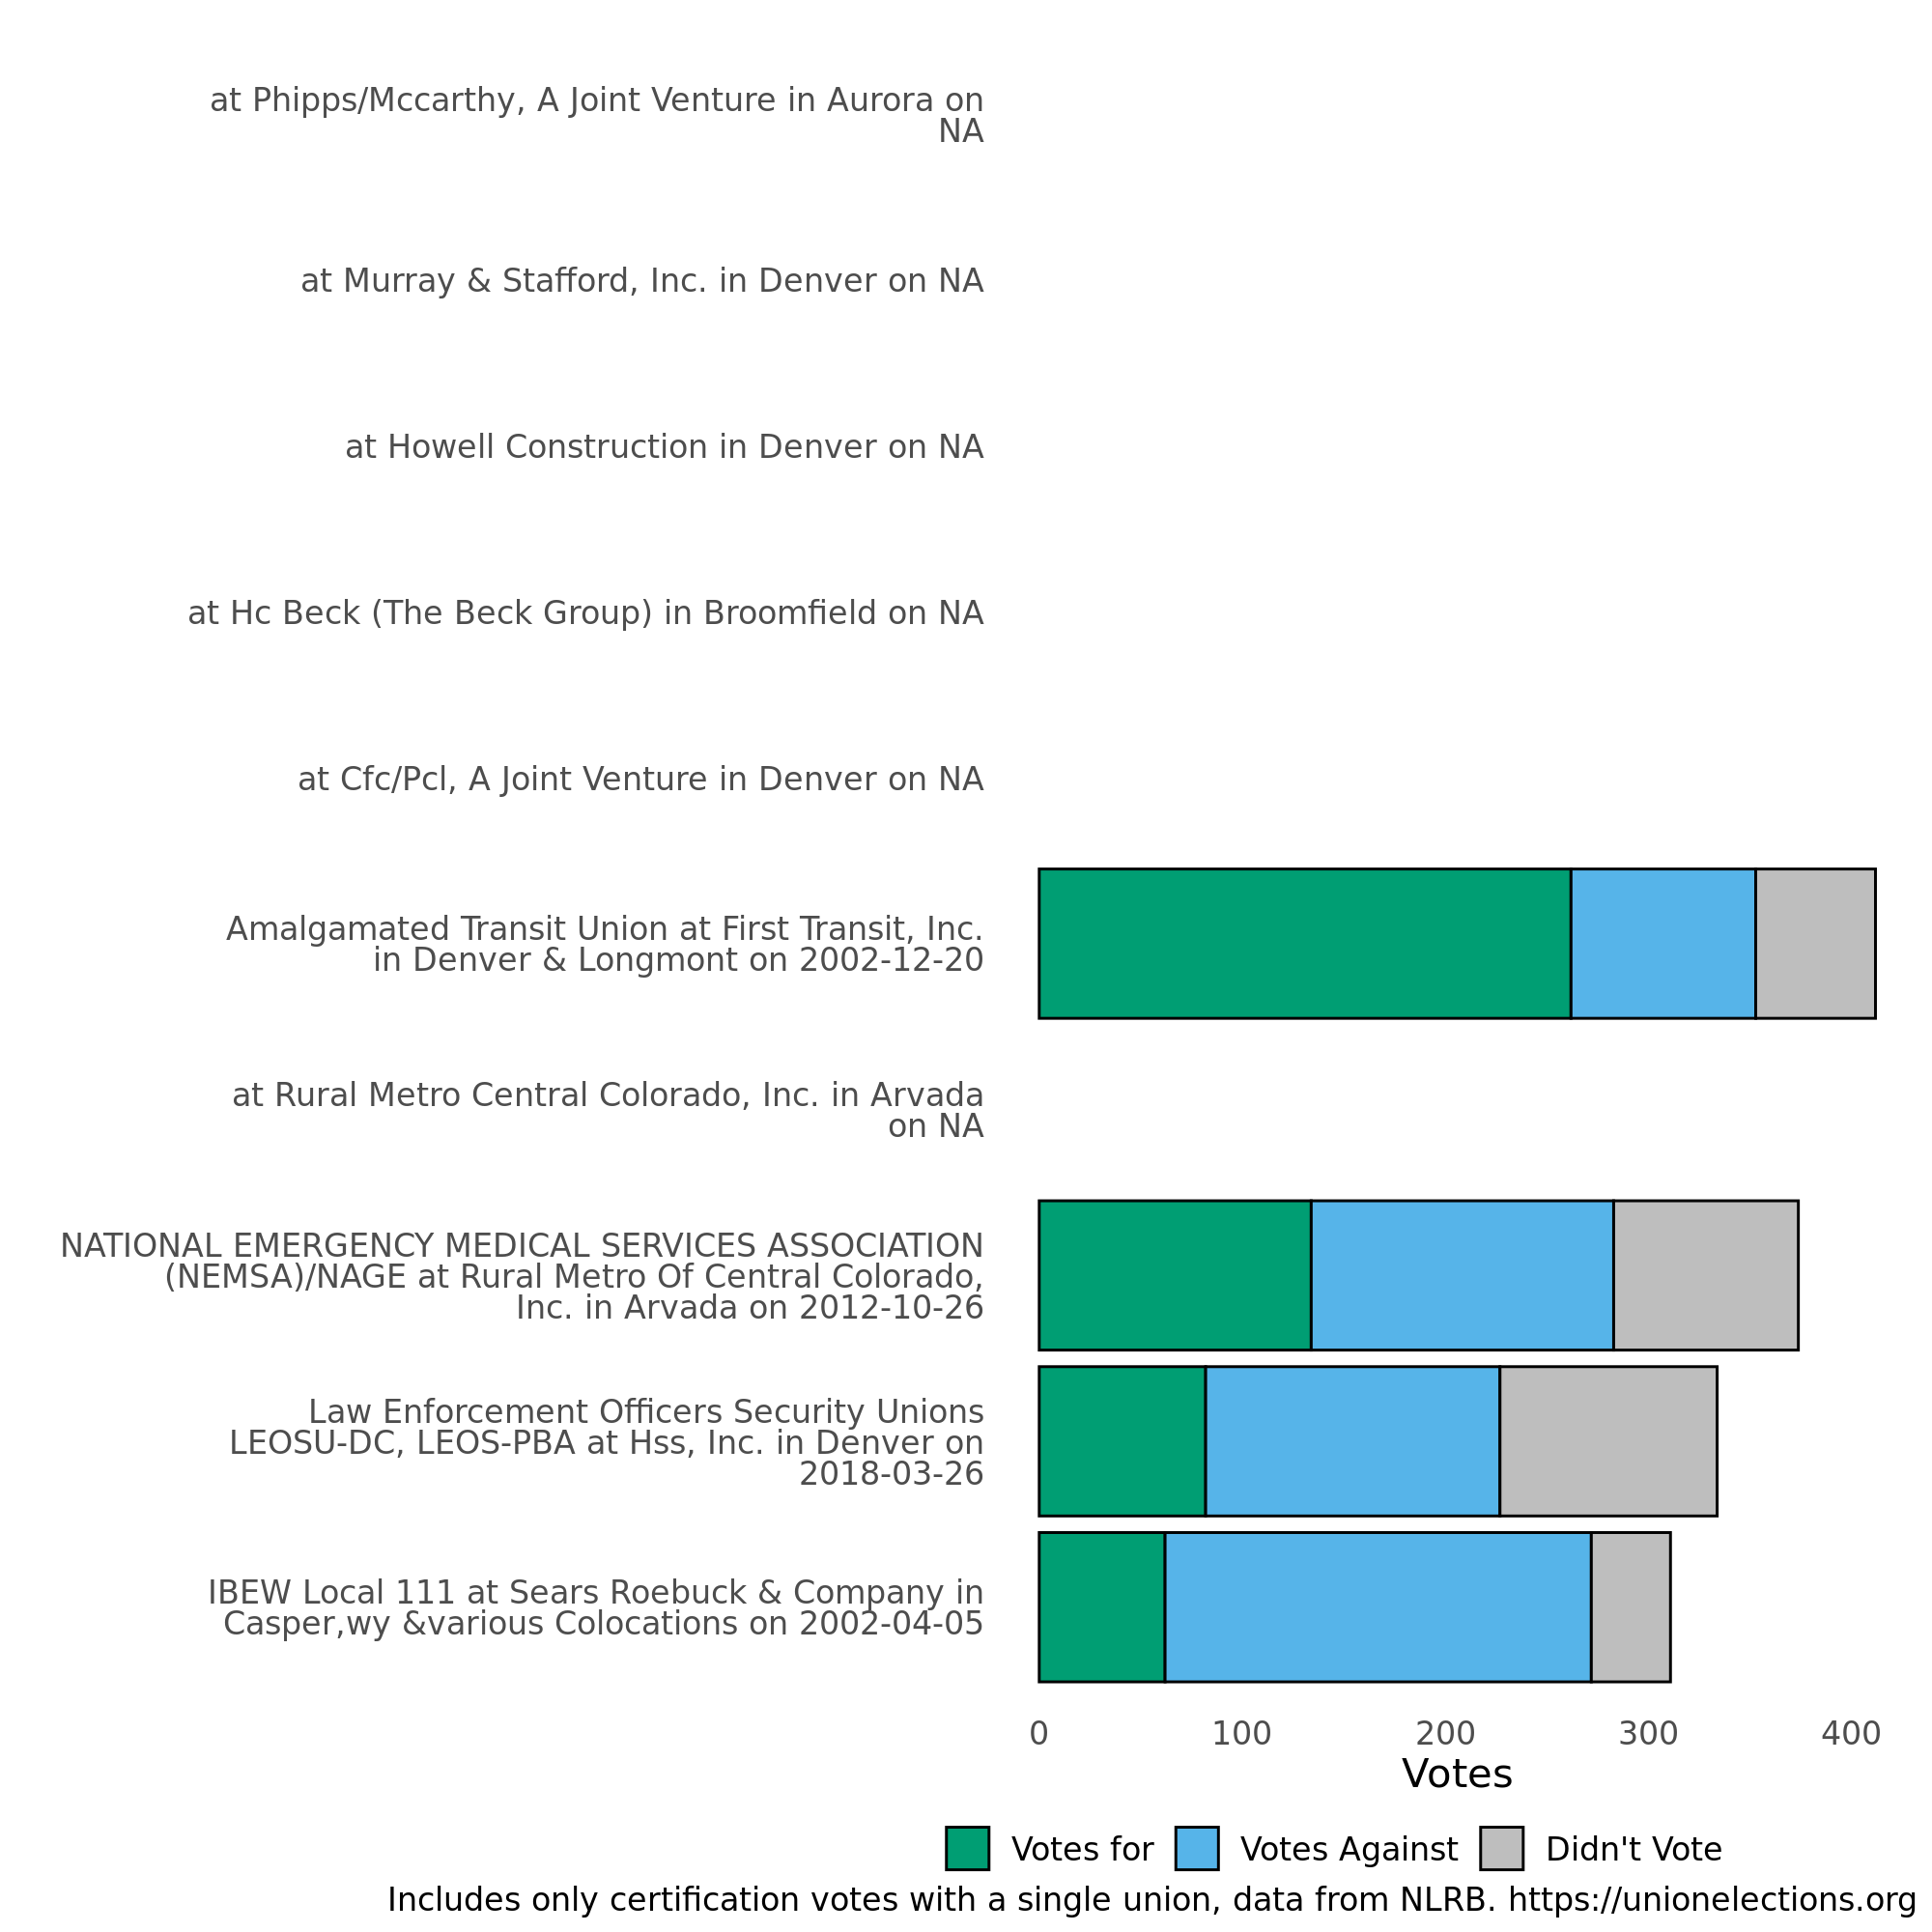 at Phipps/Mccarthy, A Joint Venture in Aurora on
NA
at Murray & Stafford, Inc. in Denver on NA
at Howell Construction in Denver on NA
at Hc Beck (The Beck Group) in Broomfield on NA
at Cfc/Pcl, A Joint Venture in Denver on NA
Amalgamated Transit Union at First Transit, Inc.
in Denver & Longmont on 2002-12-20
at Rural Metro Central Colorado, Inc. in Arvada
on NA
NATIONAL EMERGENCY MEDICAL SERVICES ASSOCIATION
(NEMSA)/NAGE at Rural Metro Of Central Colorado,
Inc. in Arvada on 2012-10-26
Law Enforcement Officers Security Unions
LEOSU-DC, LEOS-PBA at Hss, Inc. in Denver on
2018-03-26
IBEW Local 111 at Sears Roebuck & Company in
Casper,wy &various Colocations on 2002-04-05
0 100 200 300 400
Votes
Votes for Votes Against Didn't Vote
Includes only certification votes with a single union, data from NLRB. https://unionelections.org